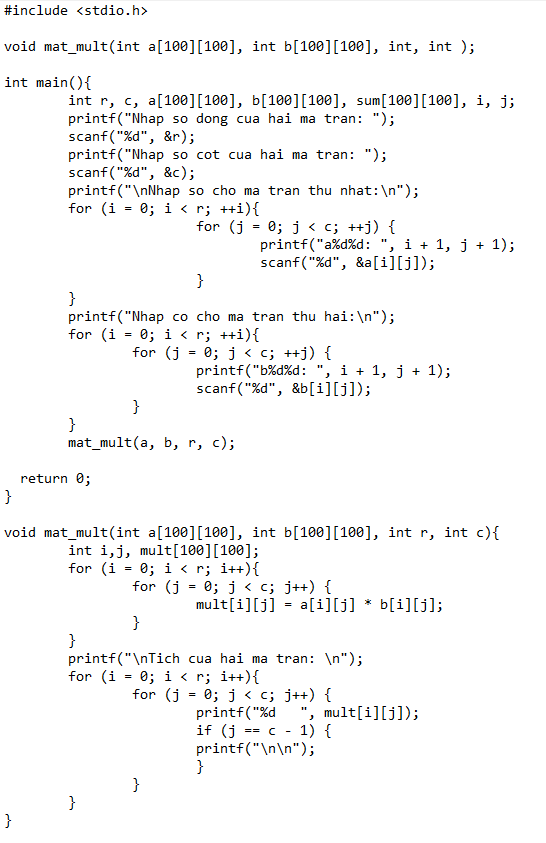 #include <stdio.h>
void mat_mult(int a[100][100], int b[100][100], int, int );
int main(){
        int r, c, a[100][100], b[100][100], sum[100][100], i, j;
        printf("Nhap so dong cua hai ma tran: ");
        scanf("%d", &r);
        printf("Nhap so cot cua hai ma tran: ");
        scanf("%d", &c);
        printf("\nNhap so cho ma tran thu nhat:\n");
        for (i = 0; i < r; ++i){
                        for (j = 0; j < c; ++j) {
                                printf("a%d%d: ", i + 1, j + 1);
                                scanf("%d", &a[i][j]);
                        }
        }
        printf("Nhap co cho ma tran thu hai:\n");
        for (i = 0; i < r; ++i){
                for (j = 0; j < c; ++j) {
                        printf("b%d%d: ", i + 1, j + 1);
                        scanf("%d", &b[i][j]);
                }
        }
        mat_mult(a, b, r, c);
  return 0;
}
void mat_mult(int a[100][100], int b[100][100], int r, int c){
        int i,j, mult[100][100];
        for (i = 0; i < r; i++){
                for (j = 0; j < c; j++) {
                        mult[i][j] = a[i][j] * b[i][j];
                }
        }
        printf("\nTich cua hai ma tran: \n");
        for (i = 0; i < r; i++){
                for (j = 0; j < c; j++) {
                        printf("%d   ", mult[i][j]);
                        if (j == c - 1) {
                        printf("\n\n");
                        }
                }
        }
}